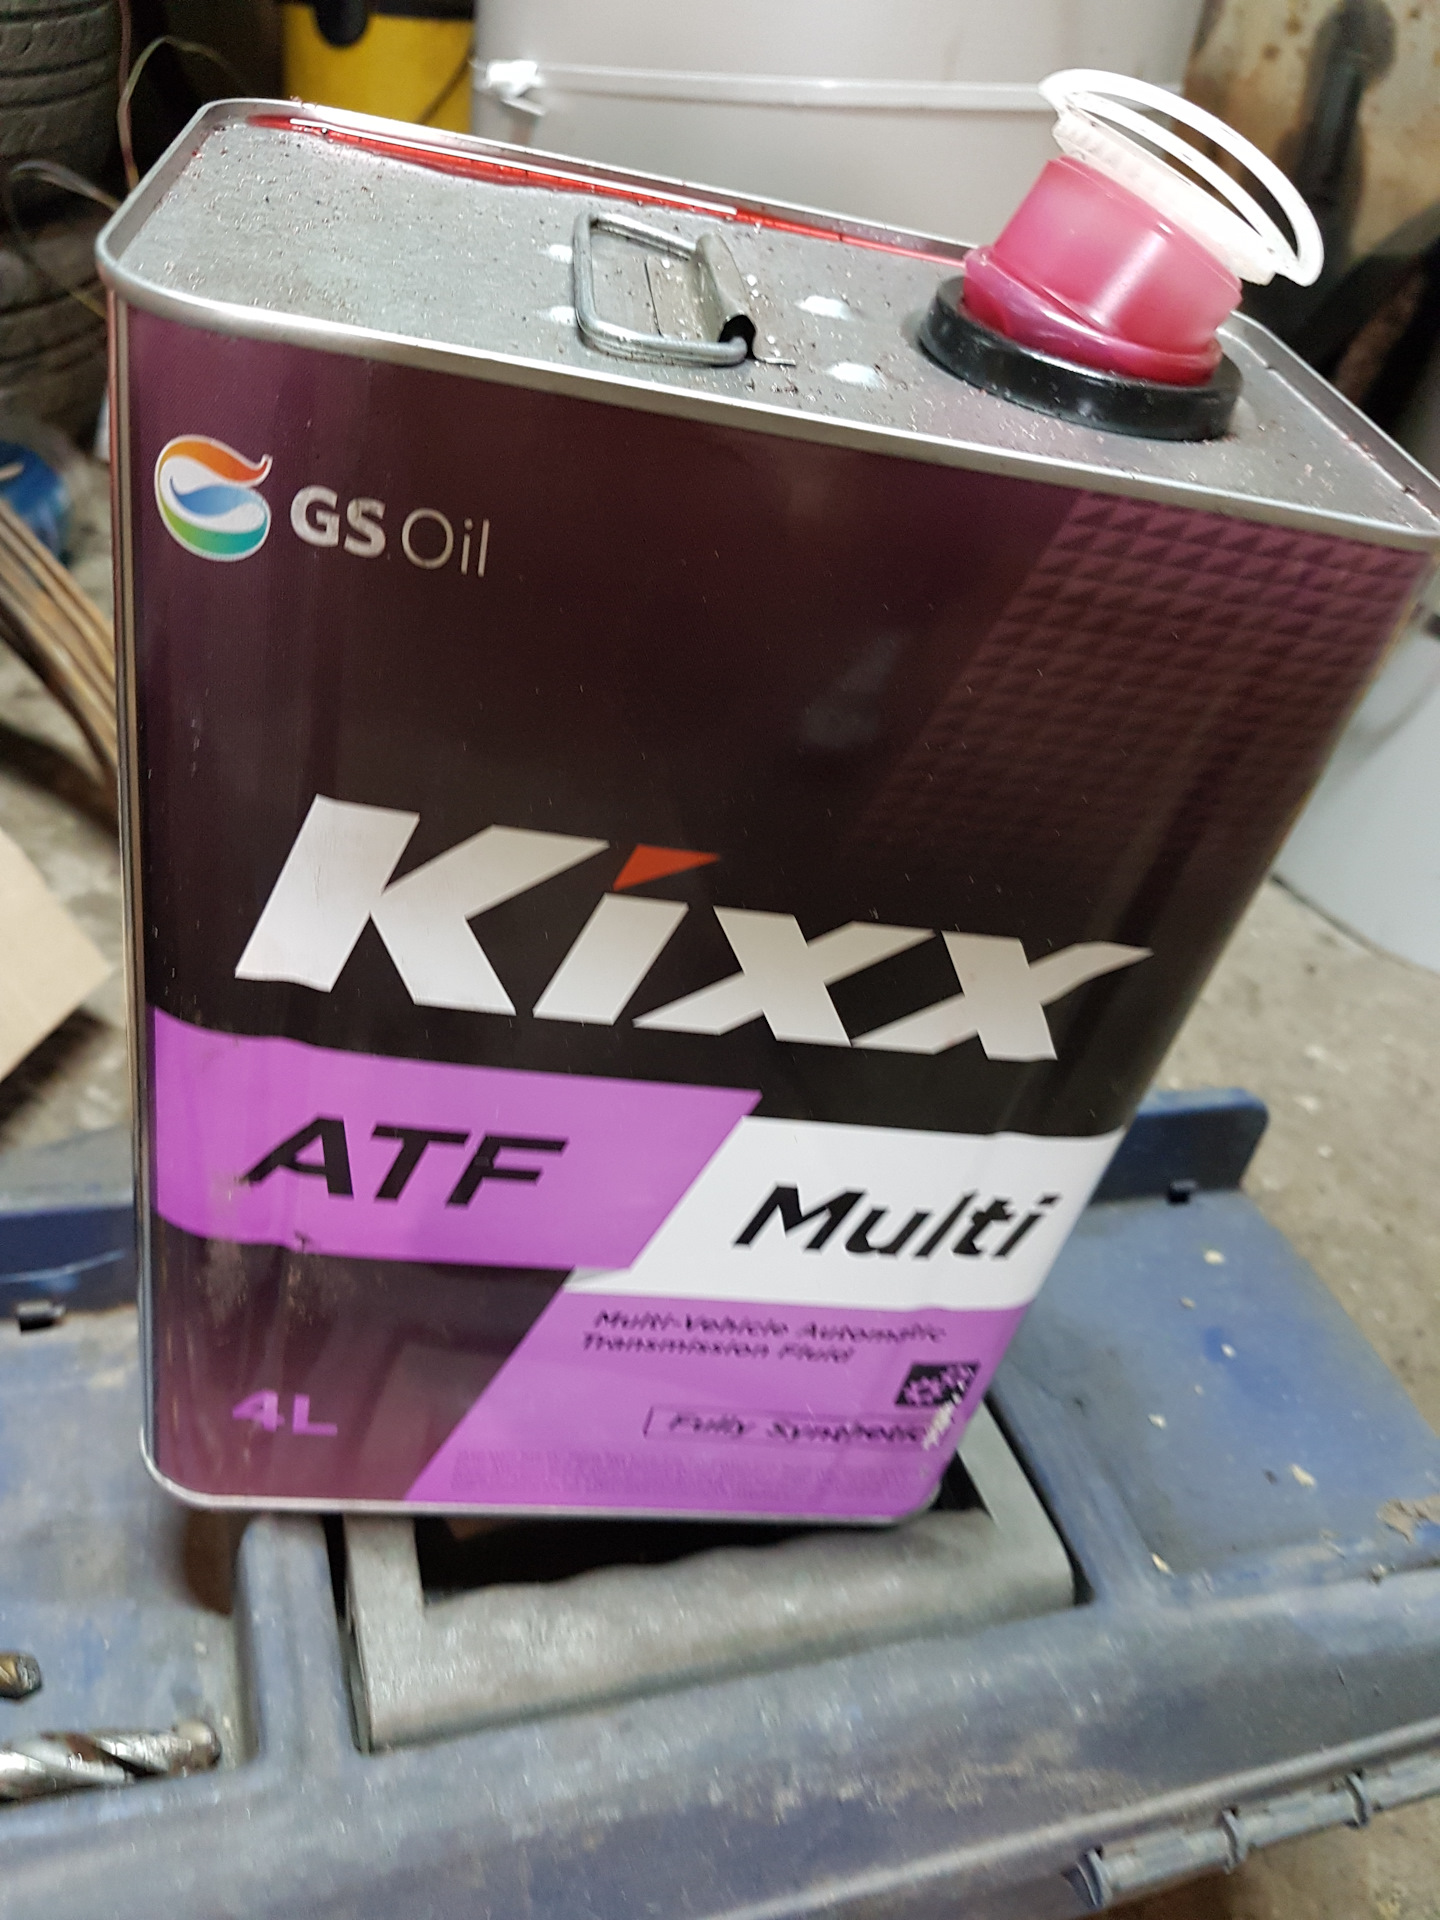 GS Oil
Kixx
ATF
Multi
Multi-Vehicle Automatic
Transmission Fluid
Fully Synthetic
4L